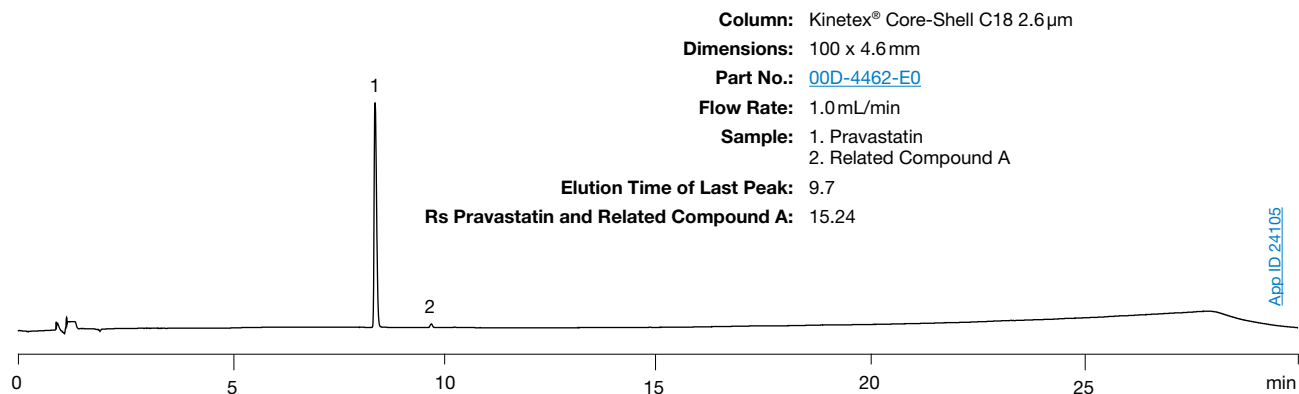 Column: Kinetex® Core-Shell C18 2.6 µm
Dimensions: 100 x 4.6 mm
Part No.: 00D-4462-E0
Flow Rate: 1.0 mL/min
Sample: 1. Pravastatin
2. Related Compound A
Elution Time of Last Peak: 9.7
Rs Pravastatin and Related Compound A: 15.24
App ID 24105
1
2
0 5 10 15 20 25 min